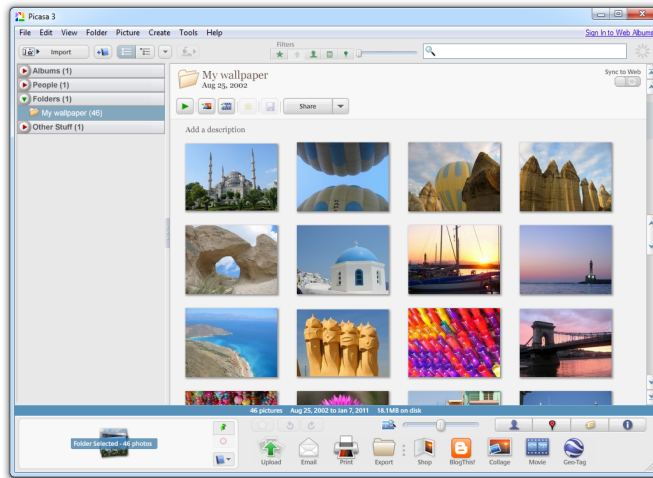 Picasa 3
File Edit View Folder Picture Create Tools Help
Sign In to Web Albums
Import
Filters
Albums (1)
People (1)
Folders (1)
My wallpaper (46)
Other Stuff (1)
My wallpaper
Aug 25, 2002
Sync to Web
Share
Add a description
46 pictures Aug 25, 2002 to Jan 7, 2011 18.1MB on disk
Folder Selected - 46 photos
Upload Email Print Export Shop BlogThis! Collage Movie Geo-Tag